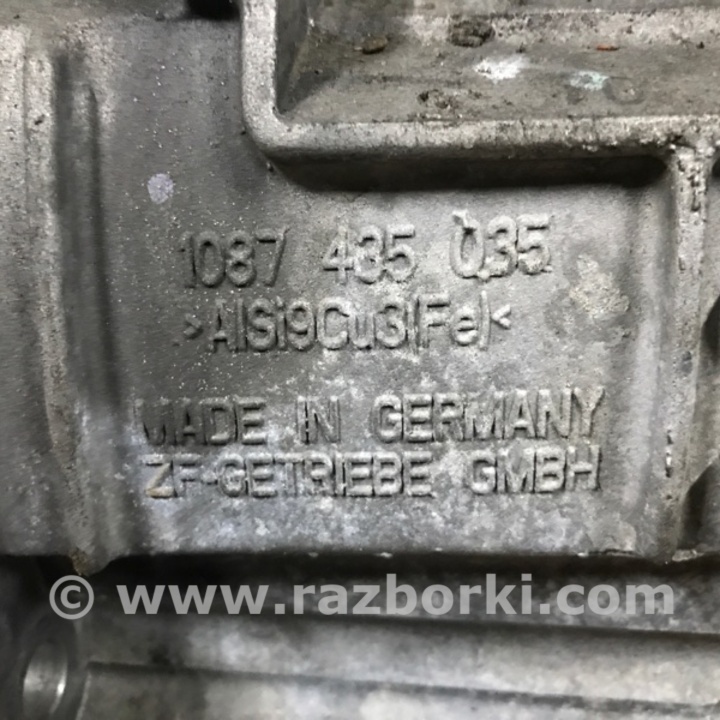 1087 435 035
>AlSi9Cu3(Fe)<
MADE IN GERMANY
ZF-GETRIEBE GMBH
© www.razborki.com